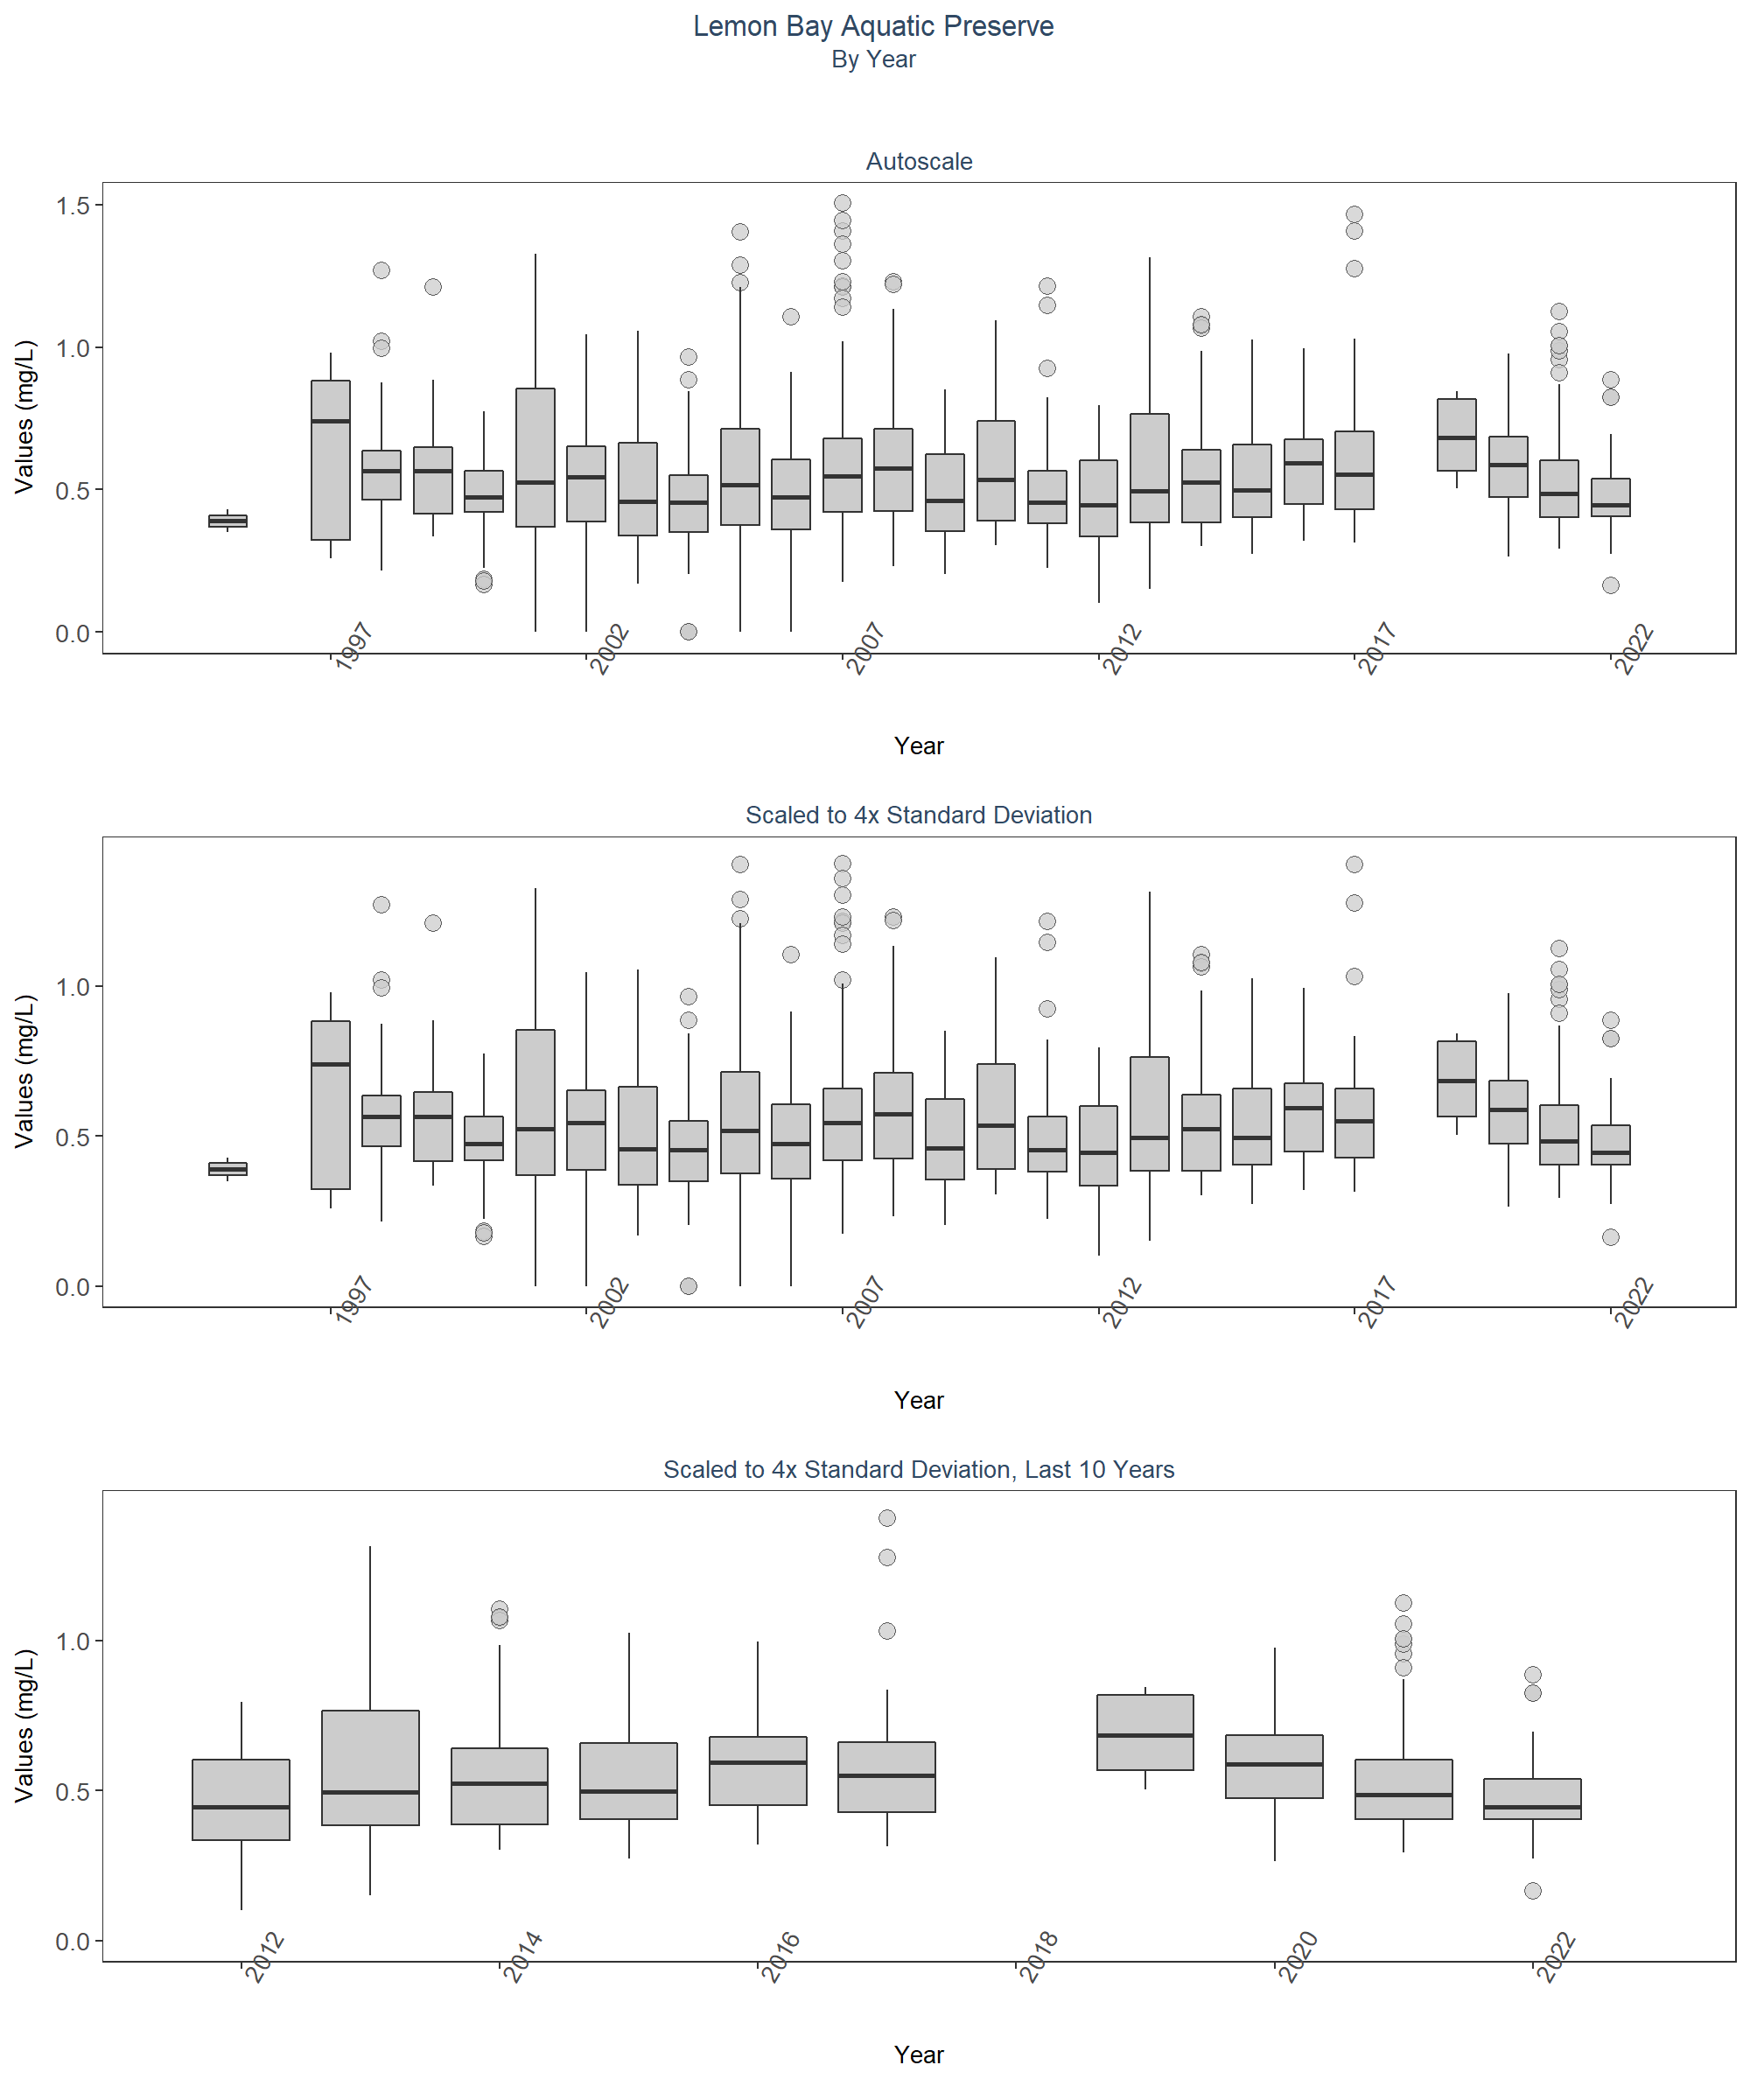 Lemon Bay Aquatic Preserve
By Year
Autoscale
Values (mg/L)
1.5
1.0
0.5
0.0
1997
2002
2007
2012
2017
2022
Year
Scaled to 4x Standard Deviation
Values (mg/L)
1.0
0.5
0.0
1997
2002
2007
2012
2017
2022
Year
Scaled to 4x Standard Deviation, Last 10 Years
Values (mg/L)
1.0
0.5
0.0
2012
2014
2016
2018
2020
2022
Year